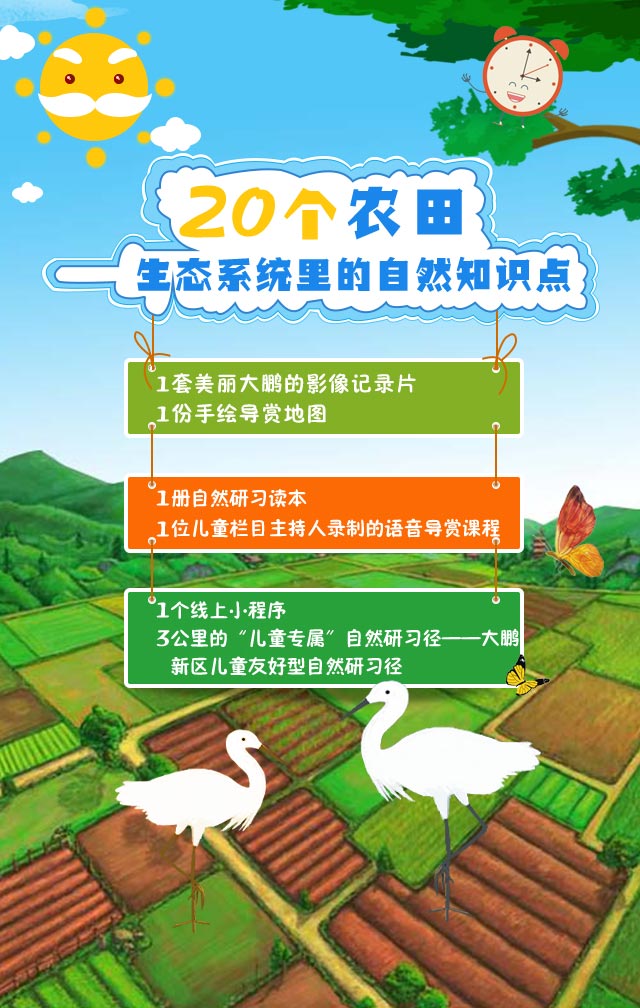 20个农田
生态系统里的自然知识点
1套美丽大鹏的影像记录片
1份手绘导赏地图
1册自然研习读本
1位儿童栏目主持人录制的语音导赏课程
1个线上小程序
3公里的“儿童专属”自然研习径——大鹏
新区儿童友好型自然研习径